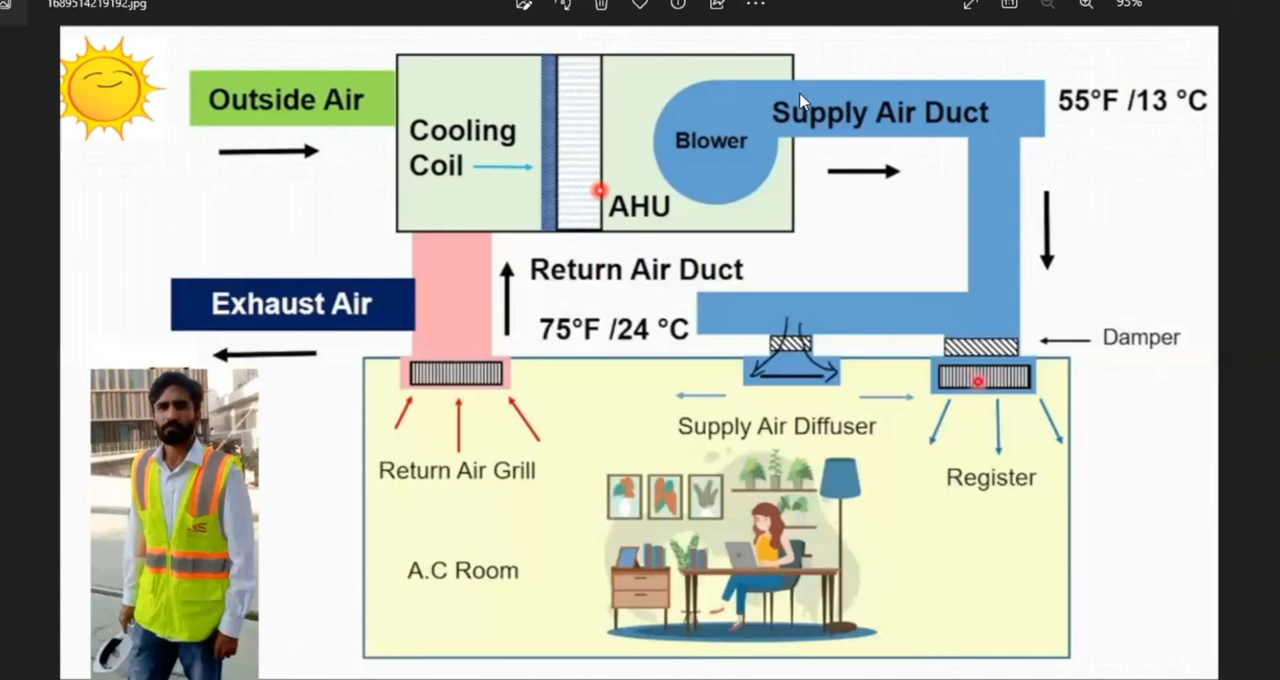 1689514219192.jpg
93%
Outside Air
Cooling
Coil
AHU
Blower
Supply Air Duct
55°F /13 °C
Exhaust Air
Return Air Duct
75°F /24 °C
Damper
Supply Air Diffuser
Return Air Grill
Register
A.C Room